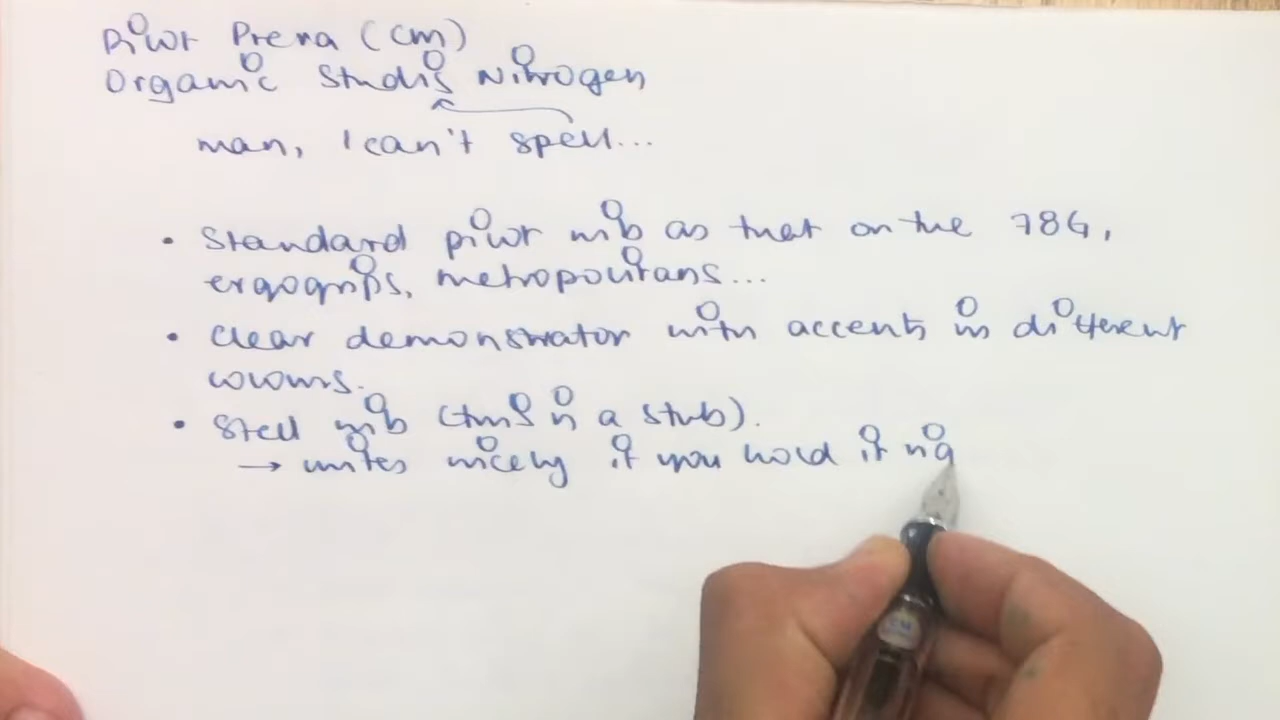 Pilot Prera (CM)
Organic Studis Nitrogen
man, I can't spell...
• Standard pilot nib as that on the 78G,
ergogrips, metropolitans...
• Clear demonstrator with accents in different
colours.
• Steel nib (this is a stub).
→ writes nicely if you hold it rig
CM